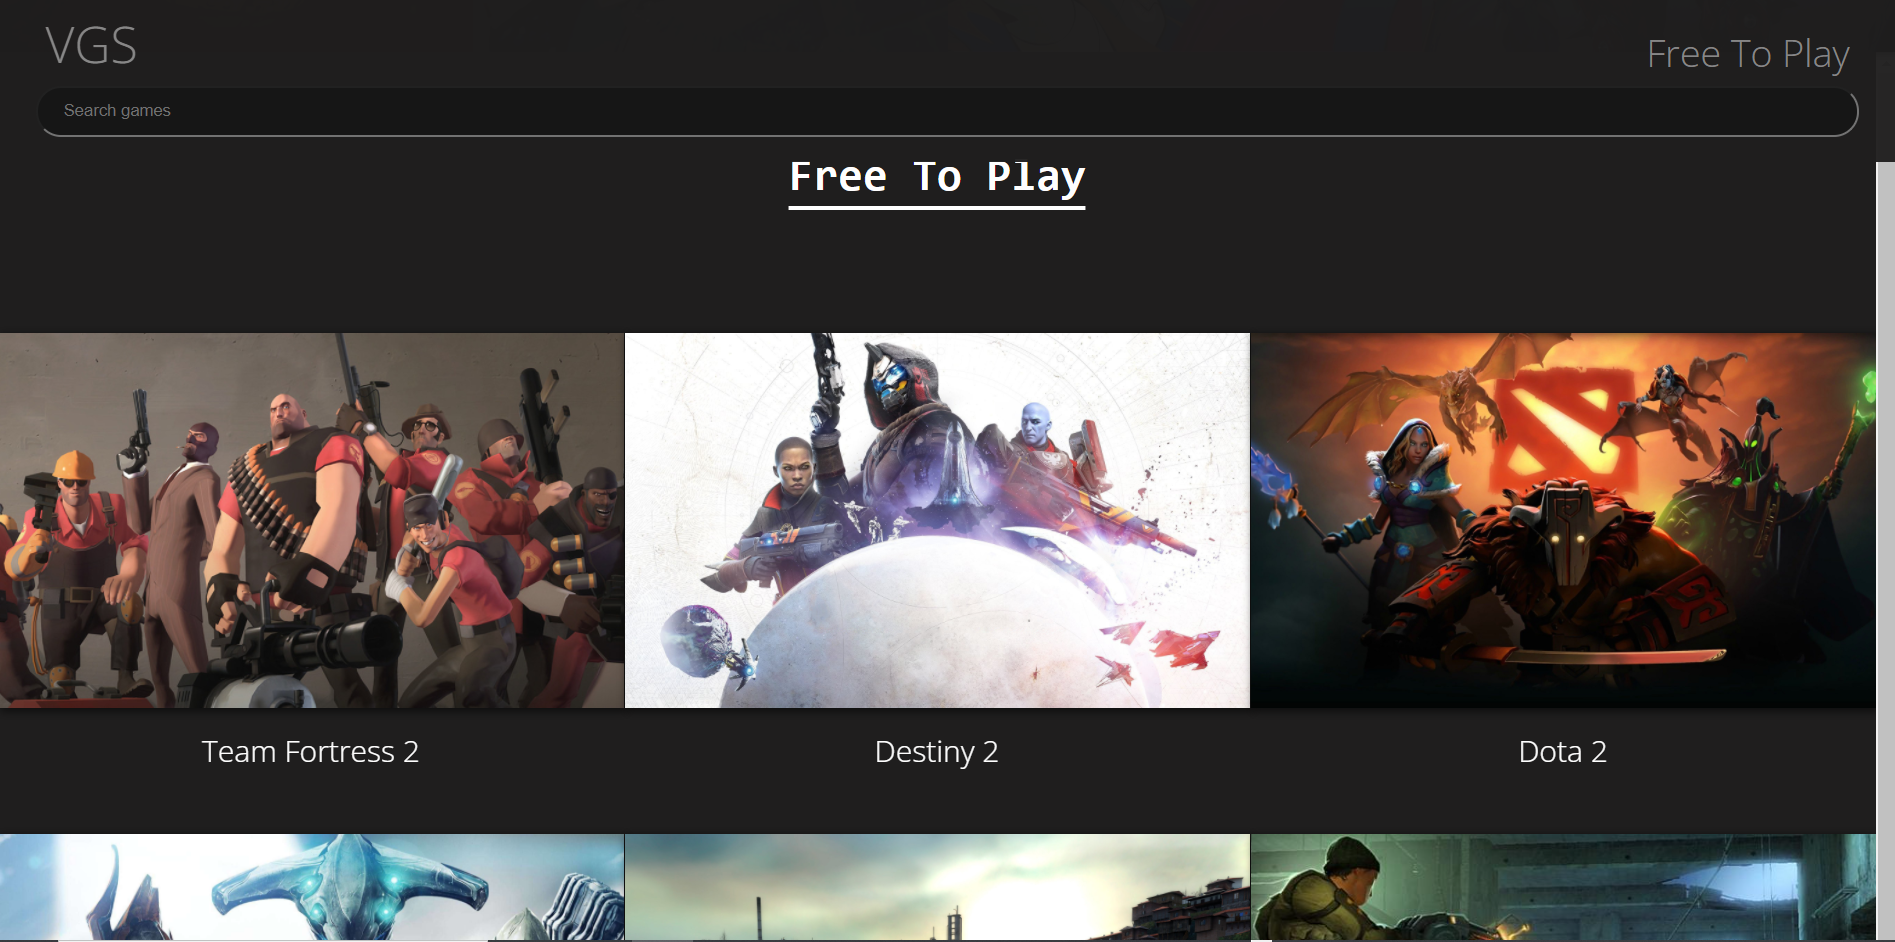 VGS
Free To Play
Search games
Free To Play
Team Fortress 2
Destiny 2
Dota 2